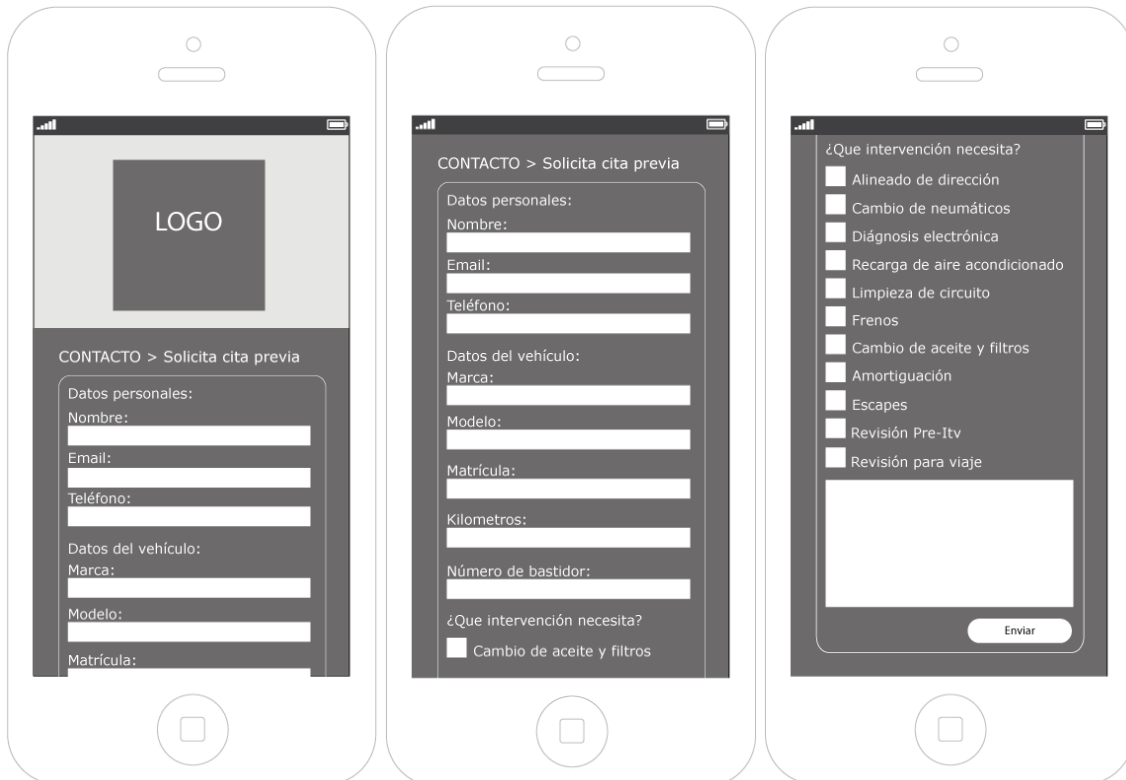 LOGO
CONTACTO > Solicita cita previa
Datos personales:
Nombre:
Email:
Teléfono:
Datos del vehículo:
Marca:
Modelo:
Matrícula:
CONTACTO > Solicita cita previa
Datos personales:
Nombre:
Email:
Teléfono:
Datos del vehículo:
Marca:
Modelo:
Matrícula:
Kilometros:
Número de bastidor:
¿Que intervención necesita?
Cambio de aceite y filtros
¿Que intervención necesita?
Alineado de dirección
Cambio de neumáticos
Diágnosis electrónica
Recarga de aire acondicionado
Limpieza de circuito
Frenos
Cambio de aceite y filtros
Amortiguación
Escapes
Revisión Pre-Itv
Revisión para viaje
Enviar